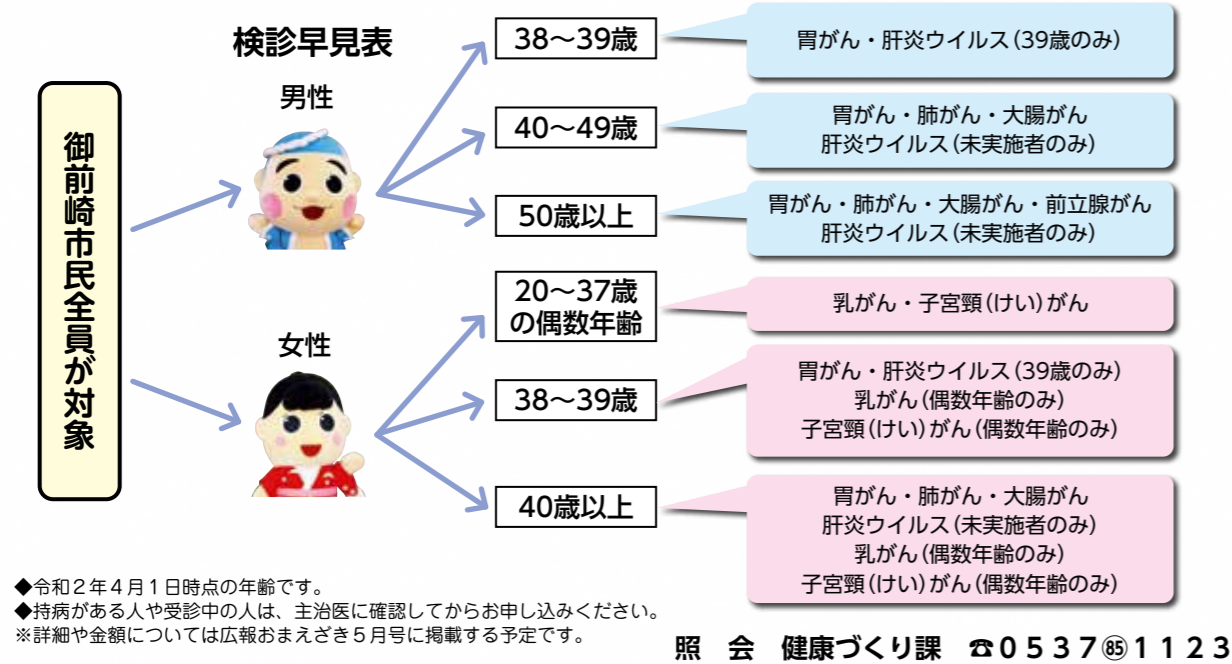 検診早見表
御前崎市民全員が対象
男性
38〜39歳
胃がん・肝炎ウイルス(39歳のみ)
40〜49歳
胃がん・肺がん・大腸がん
肝炎ウイルス(未実施者のみ)
50歳以上
胃がん・肺がん・大腸がん・前立腺がん
肝炎ウイルス(未実施者のみ)
女性
20〜37歳
の偶数年齢
乳がん・子宮頸(けい)がん
38〜39歳
胃がん・肝炎ウイルス(39歳のみ)
乳がん(偶数年齢のみ)
子宮頸(けい)がん(偶数年齢のみ)
40歳以上
胃がん・肺がん・大腸がん
肝炎ウイルス(未実施者のみ)
乳がん(偶数年齢のみ)
子宮頸(けい)がん(偶数年齢のみ)
◆令和2年4月1日時点の年齢です。
◆持病がある人や受診中の人は、主治医に確認してからお申し込みください。
※詳細や金額については広報おまえざき5月号に掲載する予定です。
照 会 健康づくり課 ☎0537(85)1123